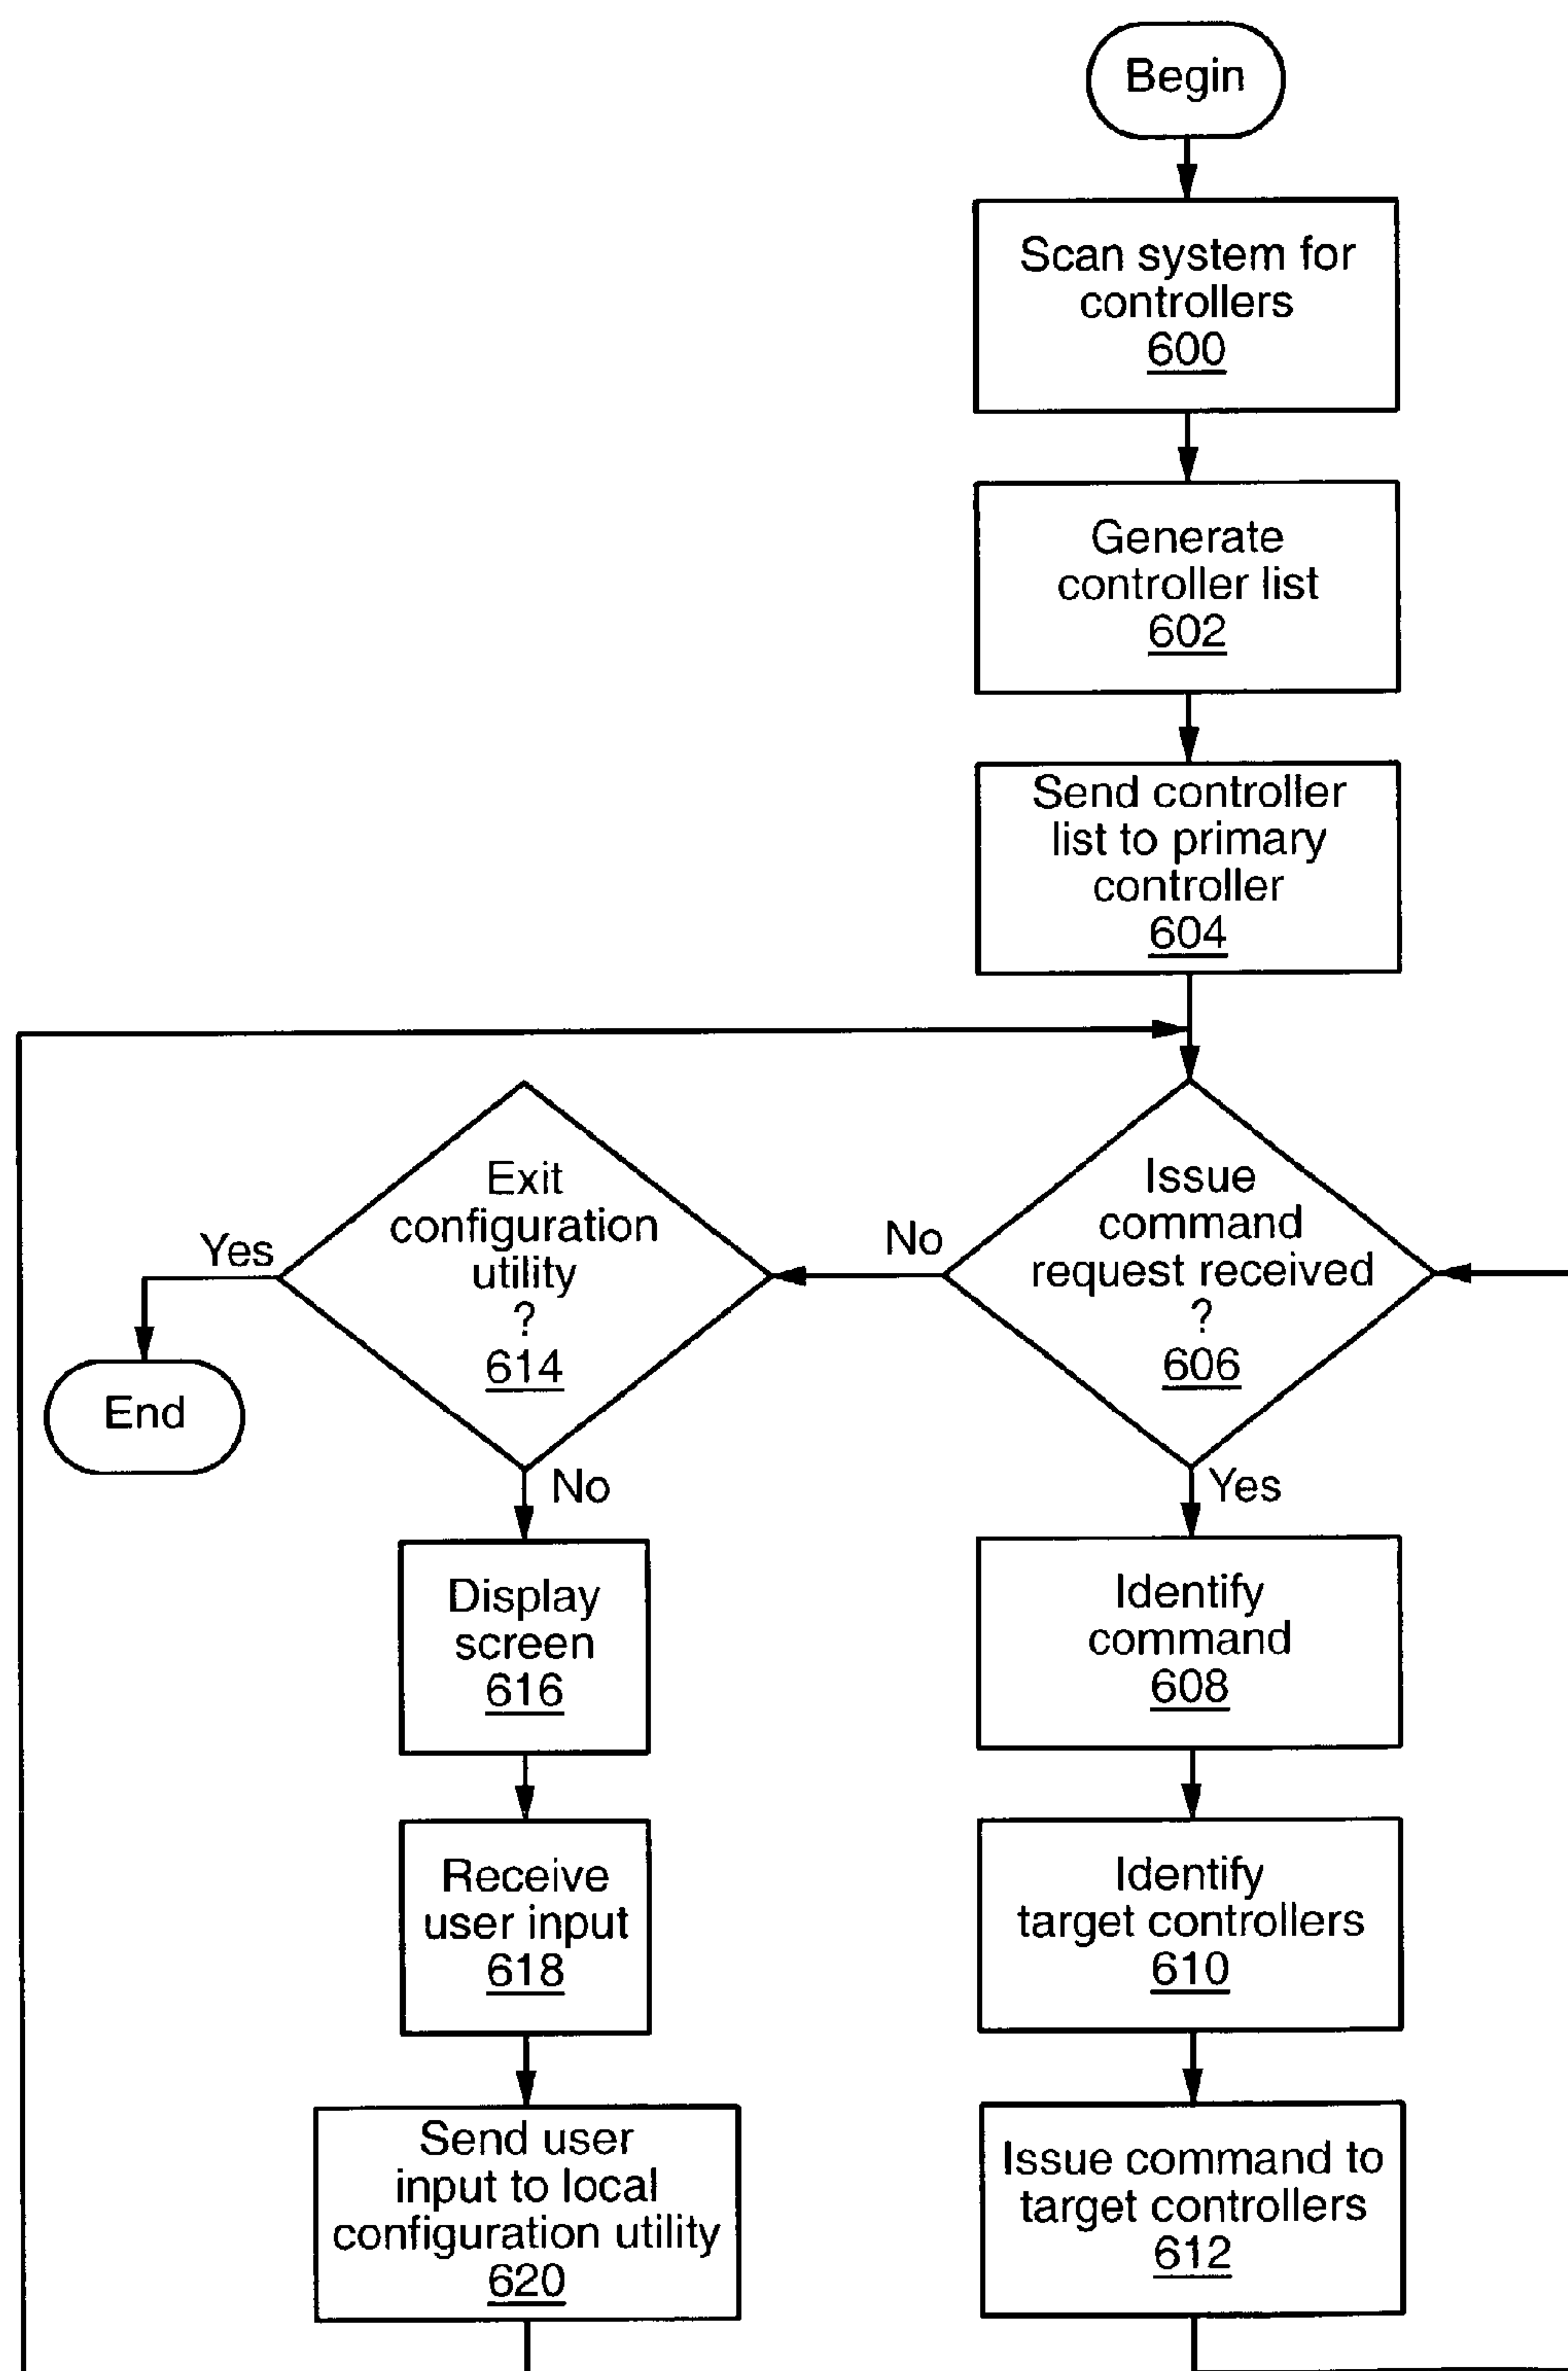 Begin
Scan system for
controllers
600
Generate
controller list
602
Send controller
list to primary
controller
604
Issue
command
request received
?
606
No
Yes
Exit
configuration
utility
?
614
Yes
End
No
Display
screen
616
Receive
user input
618
Send user
input to local
configuration utility
620
Identify
command
608
Identify
target controllers
610
Issue command to
target controllers
612